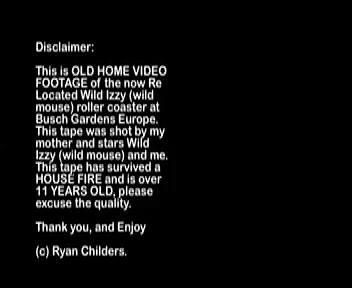 Disclaimer:
This is OLD HOME VIDEO
FOOTAGE of the now Re
Located Wild Izzy (wild
mouse) roller coaster at
Busch Gardens Europe.
This tape was shot by my
mother and stars Wild
Izzy (wild mouse) and me.
This tape has survived a
HOUSE FIRE and is over
11 YEARS OLD, please
excuse the quality.
Thank you, and Enjoy
(c) Ryan Childers.